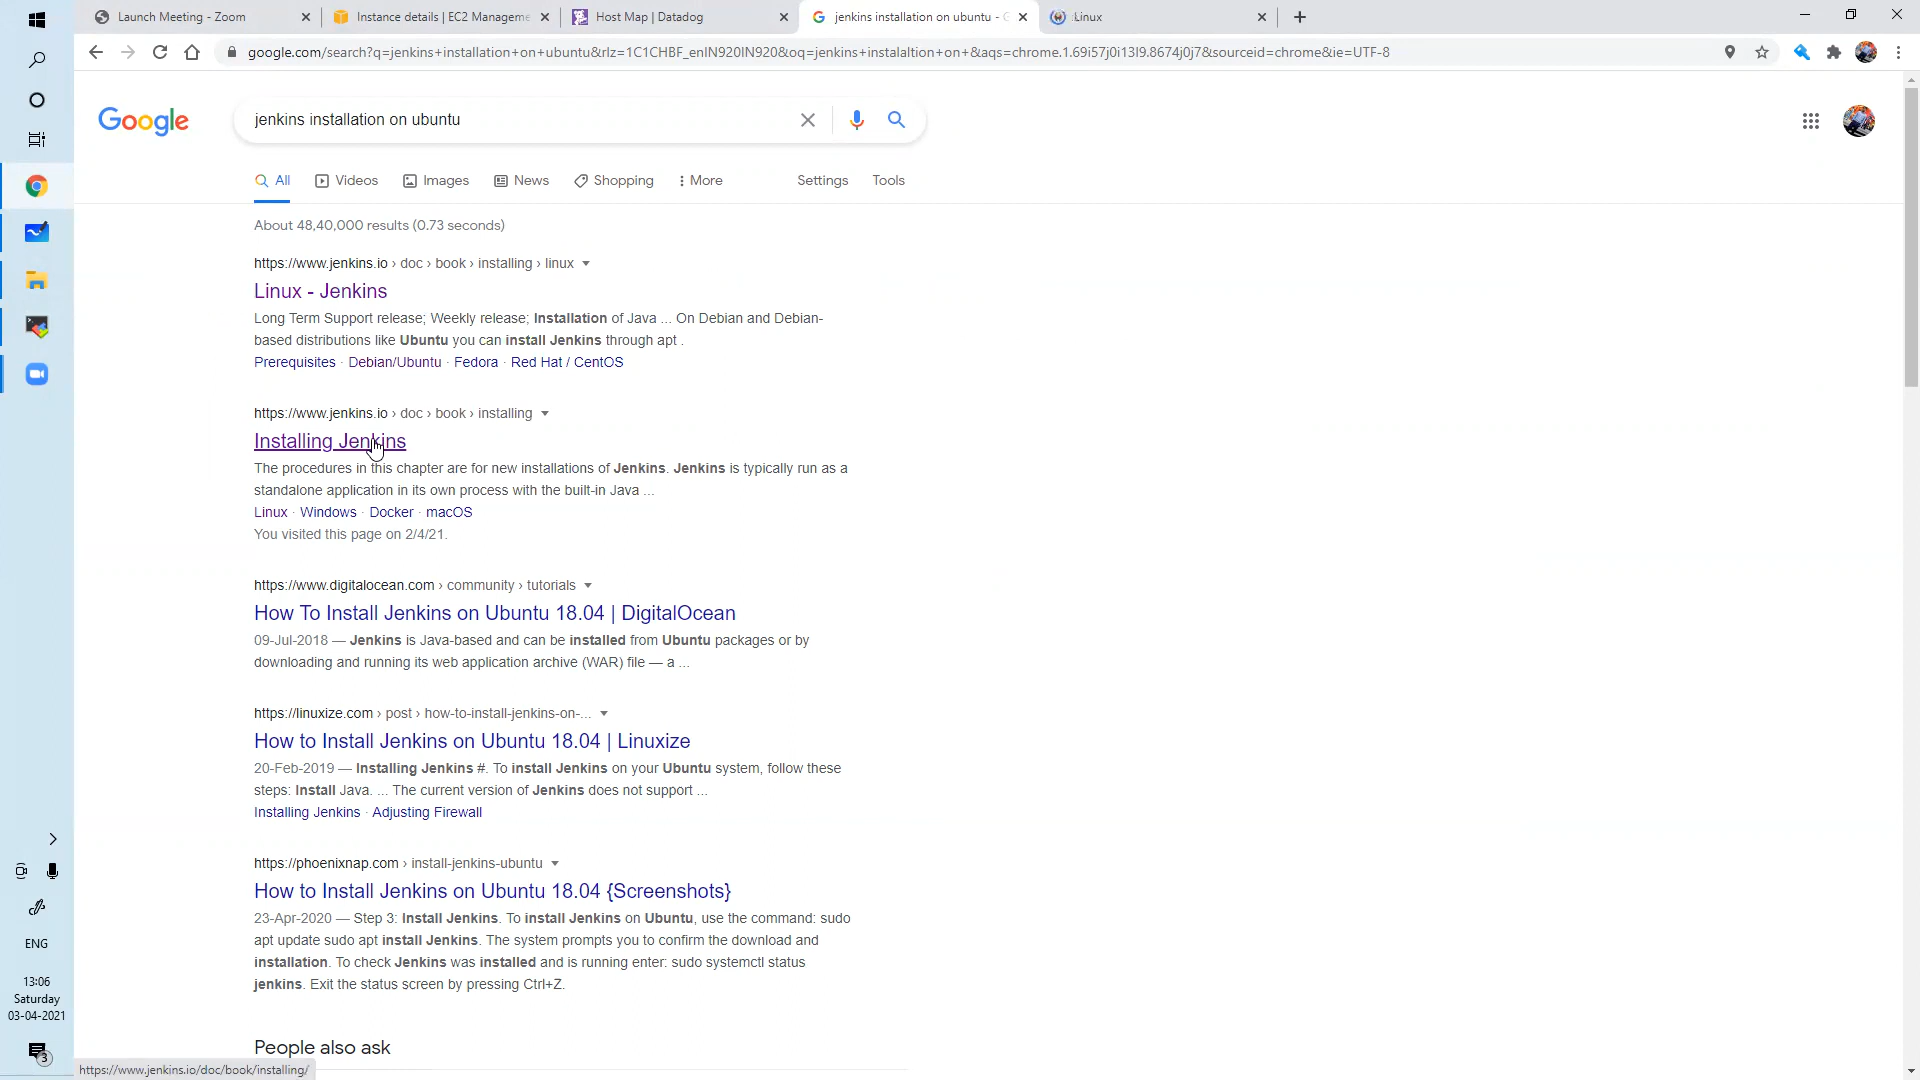 Launch Meeting - Zoom
Instance details | EC2 Manageme
Host Map | Datadog
jenkins installation on ubuntu - G
Linux
google.com/search?q=jenkins+installation+on+ubuntu&rlz=1C1CHBF_enIN920IN920&oq=jenkins+instalaltion+on+&aqs=chrome.1.69i57j0i13l9.8674j0j7&sourceid=chrome&ie=UTF-8
Google
jenkins installation on ubuntu
All
Videos
Images
News
Shopping
More
Settings
Tools
About 48,40,000 results (0.73 seconds)
https://www.jenkins.io › doc › book › installing › linux
Linux - Jenkins
Long Term Support release; Weekly release; Installation of Java ... On Debian and Debian-
based distributions like Ubuntu you can install Jenkins through apt .
Prerequisites · Debian/Ubuntu · Fedora · Red Hat / CentOS
https://www.jenkins.io › doc › book › installing
Installing Jenkins
The procedures in this chapter are for new installations of Jenkins. Jenkins is typically run as a
standalone application in its own process with the built-in Java ...
Linux · Windows · Docker · macOS
You visited this page on 2/4/21.
https://www.digitalocean.com › community › tutorials
How To Install Jenkins on Ubuntu 18.04 | DigitalOcean
09-Jul-2018 — Jenkins is Java-based and can be installed from Ubuntu packages or by
downloading and running its web application archive (WAR) file — a ...
https://linuxize.com › post › how-to-install-jenkins-on-...
How to Install Jenkins on Ubuntu 18.04 | Linuxize
20-Feb-2019 — Installing Jenkins #. To install Jenkins on your Ubuntu system, follow these
steps: Install Java. ... The current version of Jenkins does not support ...
Installing Jenkins · Adjusting Firewall
https://phoenixnap.com › install-jenkins-ubuntu
How to Install Jenkins on Ubuntu 18.04 {Screenshots}
23-Apr-2020 — Step 3: Install Jenkins. To install Jenkins on Ubuntu, use the command: sudo
apt update sudo apt install Jenkins. The system prompts you to confirm the download and
installation. To check Jenkins was installed and is running enter: sudo systemctl status
jenkins. Exit the status screen by pressing Ctrl+Z.
People also ask
ENG
13:06
Saturday
03-04-2021
3
https://www.jenkins.io/doc/book/installing/